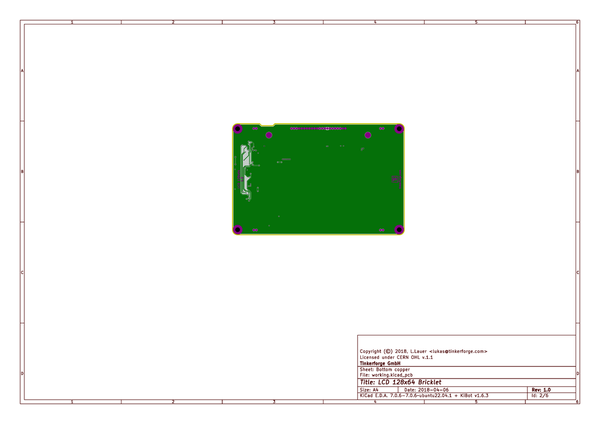 1 2 3 4 5 6
A A
B B
C C
D D
Copyright (©) 2018, L.Lauer <lukas@tinkerforge.com>
Licensed under CERN OHL v.1.1
Tinkerforge GmbH
Sheet: Bottom copper
File: working.kicad_pcb
Title: LCD 128x64 Bricklet
Size: A4 Date: 2018-04-06 Rev: 1.0
KiCad E.D.A. 7.0.6-7.0.6~ubuntu22.04.1 + KiBot v1.6.3 Id: 2/6
1 2 3 4 5 6